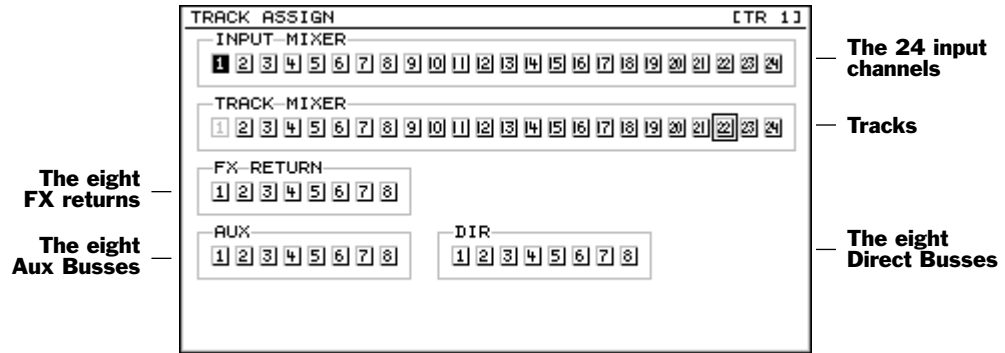 TRACK ASSIGN [TR 1]
INPUT MIXER
1 2 3 4 5 6 7 8 9 10 11 12 13 14 15 16 17 18 19 20 21 22 23 24
The 24 input
channels
TRACK MIXER
1 2 3 4 5 6 7 8 9 10 11 12 13 14 15 16 17 18 19 20 21 22 23 24
Tracks
The eight
FX returns
FX RETURN
1 2 3 4 5 6 7 8
The eight
Aux Busses
AUX
1 2 3 4 5 6 7 8
DIR
1 2 3 4 5 6 7 8
The eight
Direct Busses